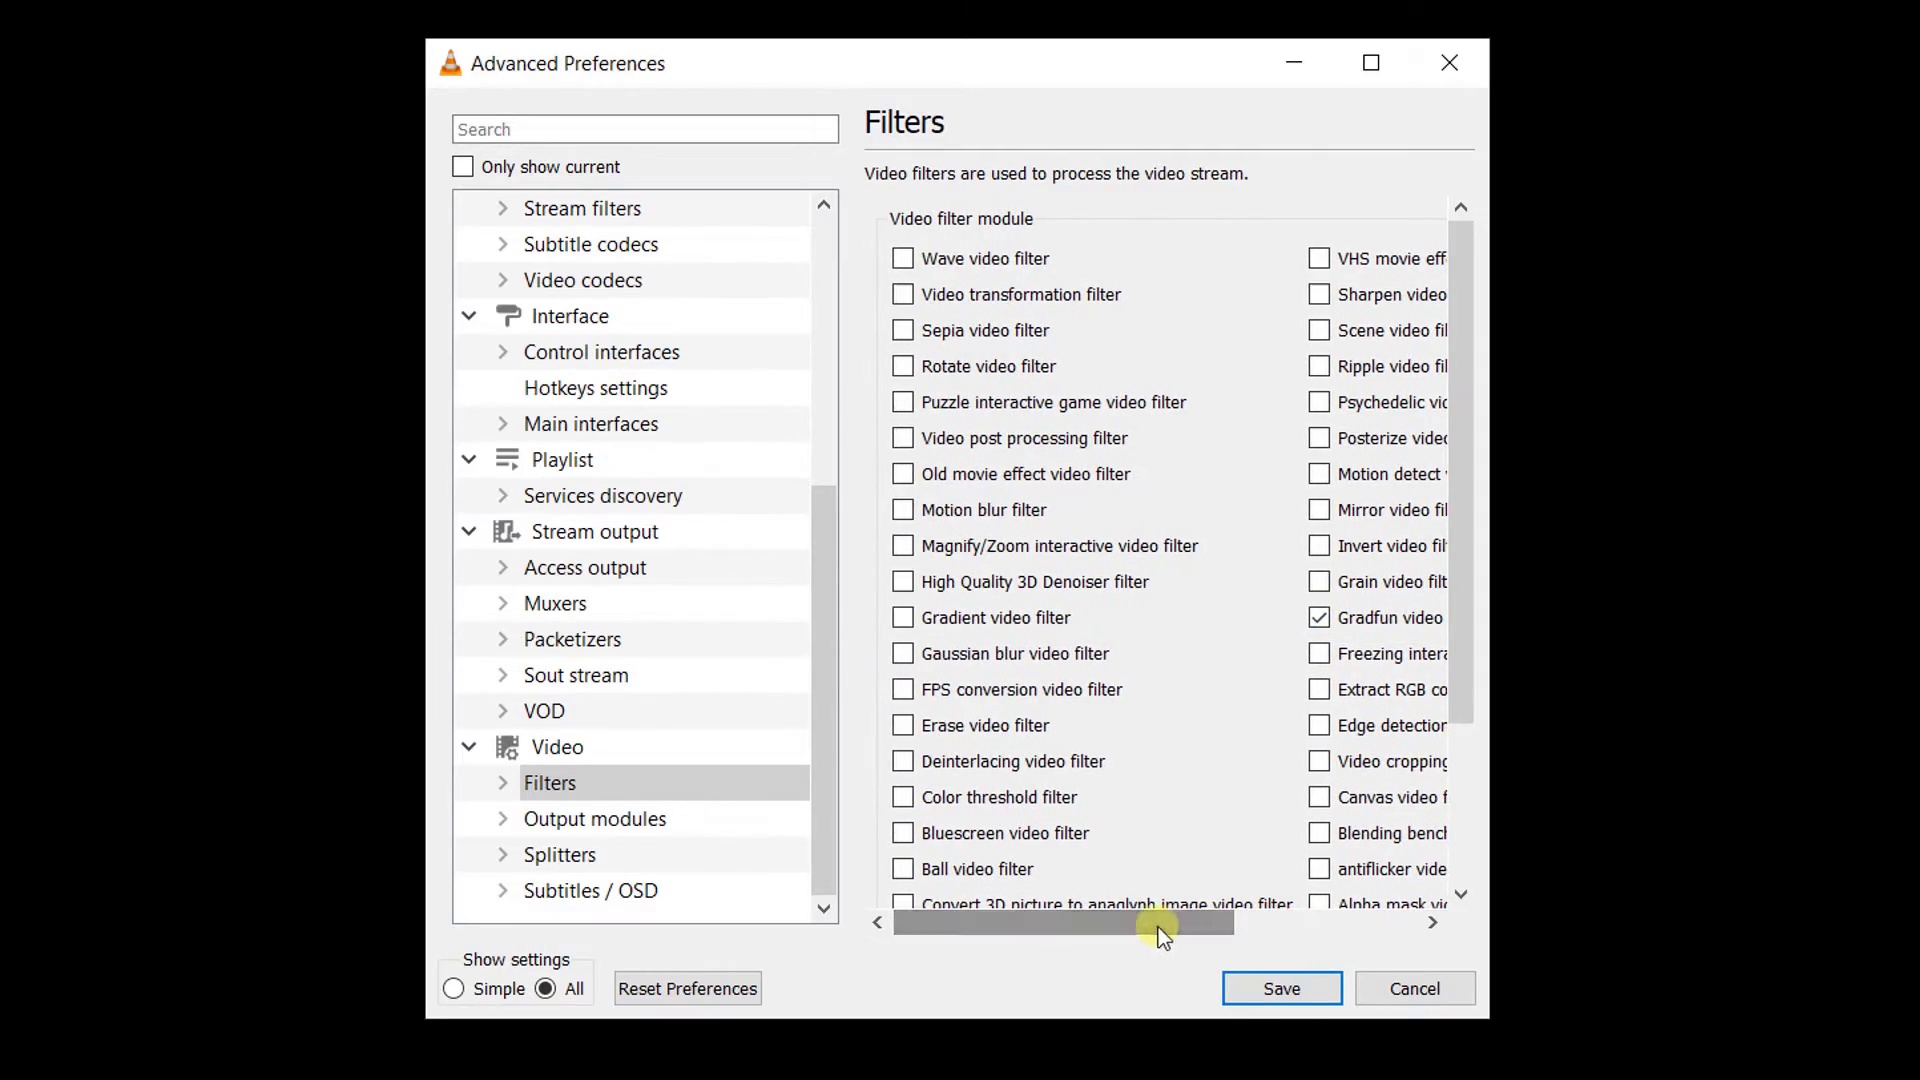 Advanced Preferences
Search
Only show current
Stream filters
Subtitle codecs
Video codecs
Interface
Control interfaces
Hotkeys settings
Main interfaces
Playlist
Services discovery
Stream output
Access output
Muxers
Packetizers
Sout stream
VOD
Video
Filters
Output modules
Splitters
Subtitles / OSD
Show settings
Simple
All
Reset Preferences
Filters
Video filters are used to process the video stream.
Video filter module
Wave video filter
VHS movie eff
Video transformation filter
Sharpen video
Sepia video filter
Scene video fil
Rotate video filter
Ripple video fil
Puzzle interactive game video filter
Psychedelic vid
Video post processing filter
Posterize video
Old movie effect video filter
Motion detect
Motion blur filter
Mirror video fil
Magnify/Zoom interactive video filter
Invert video fil
High Quality 3D Denoiser filter
Grain video filt
Gradient video filter
Gradfun video
Gaussian blur video filter
Freezing intera
FPS conversion video filter
Extract RGB co
Erase video filter
Edge detection
Deinterlacing video filter
Video cropping
Color threshold filter
Canvas video f
Bluescreen video filter
Blending bench
Ball video filter
antiflicker vide
Convert 3D picture to anaglyph image video filter
Alpha mask vi
Save
Cancel